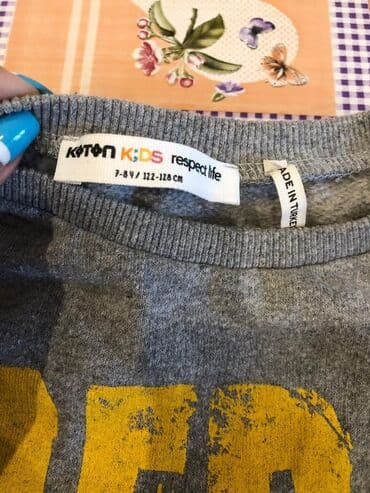 KOTON KiDS respect life
7-8 Y / 122-128 CM
MADE IN TURKEY